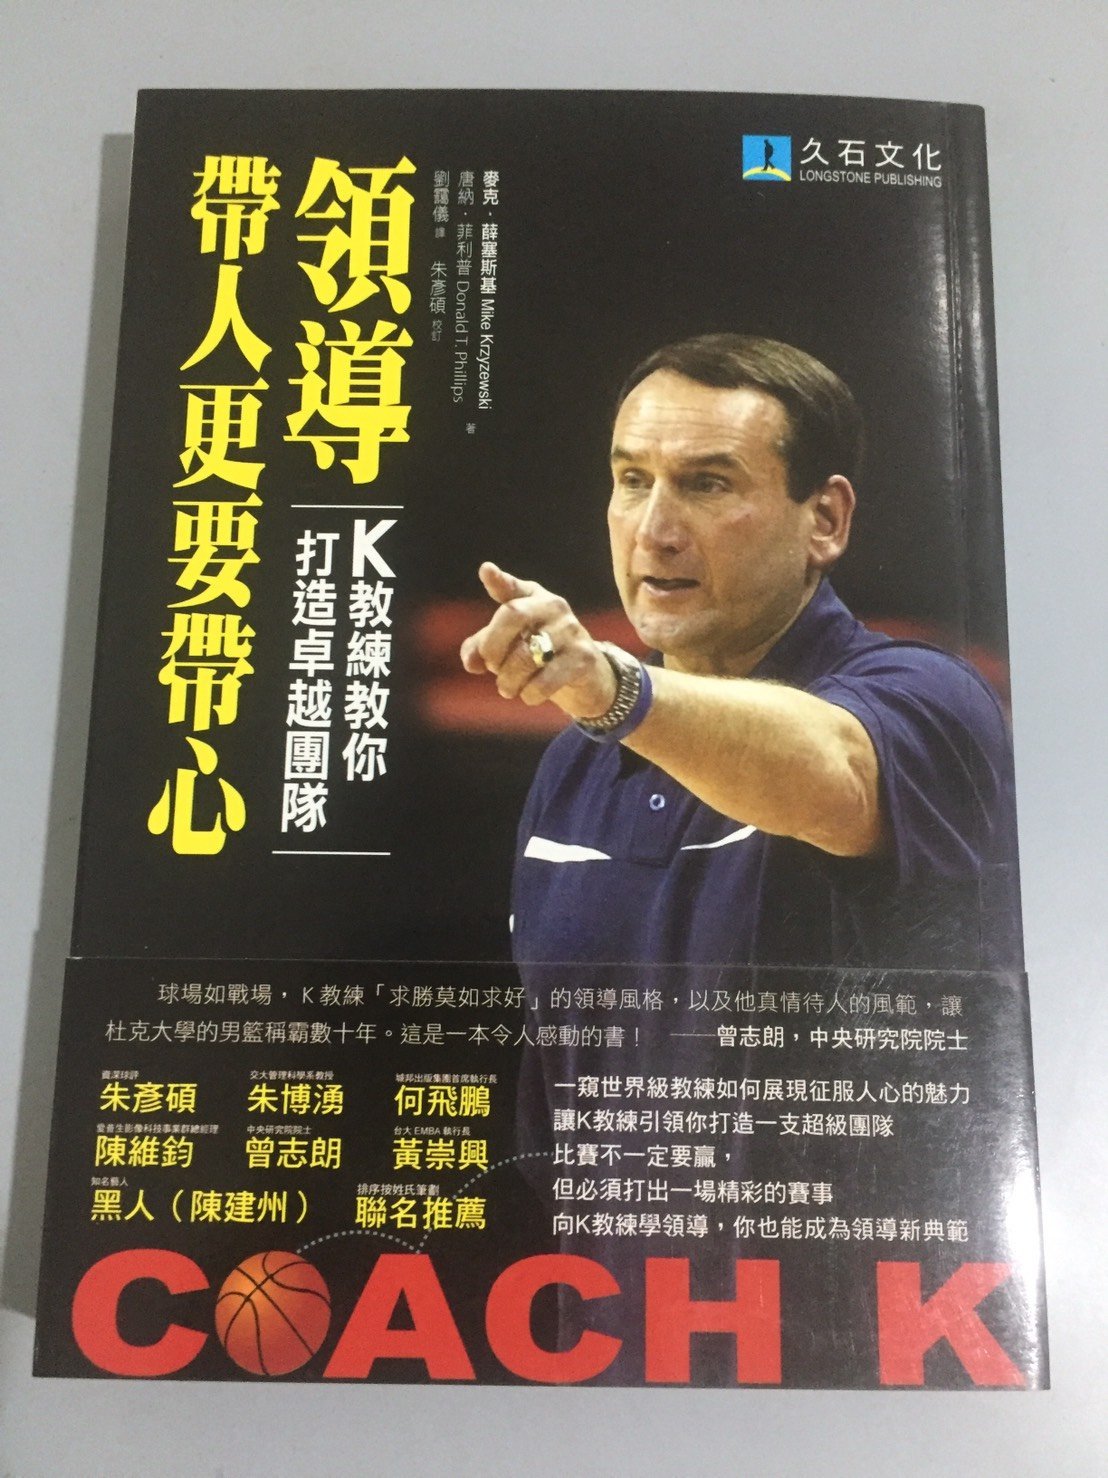 久石文化
LONGSTONE PUBLISHING
領導
帶人更要帶心
K教練教你
打造卓越團隊
麥克·薛塞斯基 Mike Krzyzewski
唐納·菲利普 Donald T. Phillips 著
劉靄儀 譯 朱彥碩 校訂
球場如戰場，K教練「求勝莫如求好」的領導風格，以及他真情待人的風範，讓
杜克大學的男籃稱霸數十年。這是一本令人感動的書！ ——曾志朗，中央研究院院士
資深球評 交大管理科學系教授 城邦出版集團首席執行長
朱彥碩 朱博湧 何飛鵬
愛普生影像科技事業群總經理 中央研究院院士 台大EMBA執行長
陳維鈞 曾志朗 黃崇興
知名藝人 排序按姓氏筆劃
黑人（陳建州） 聯名推薦
一窺世界級教練如何展現征服人心的魅力
讓K教練引領你打造一支超級團隊
比賽不一定要贏，
但必須打出一場精彩的賽事
向K教練學領導，你也能成為領導新典範
COACH K